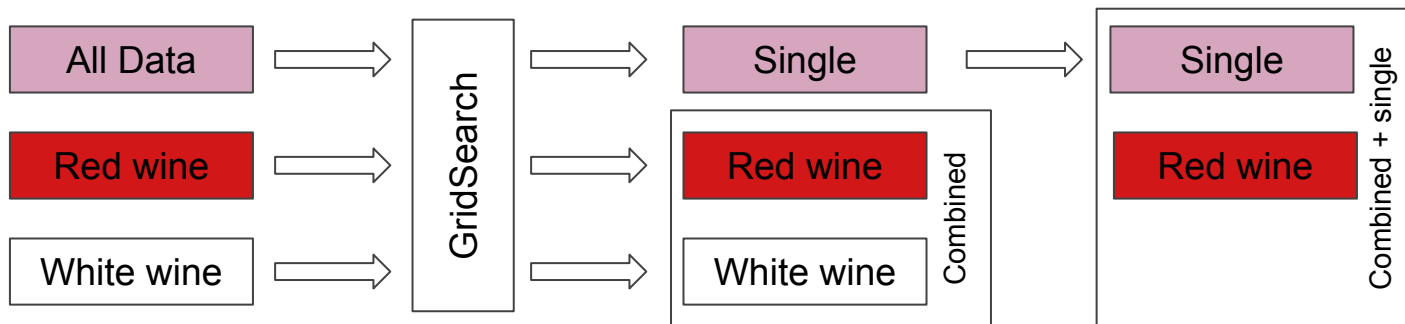 All Data
Red wine
White wine
GridSearch
Single
Red wine
White wine
Combined
Single
Red wine
Combined + single